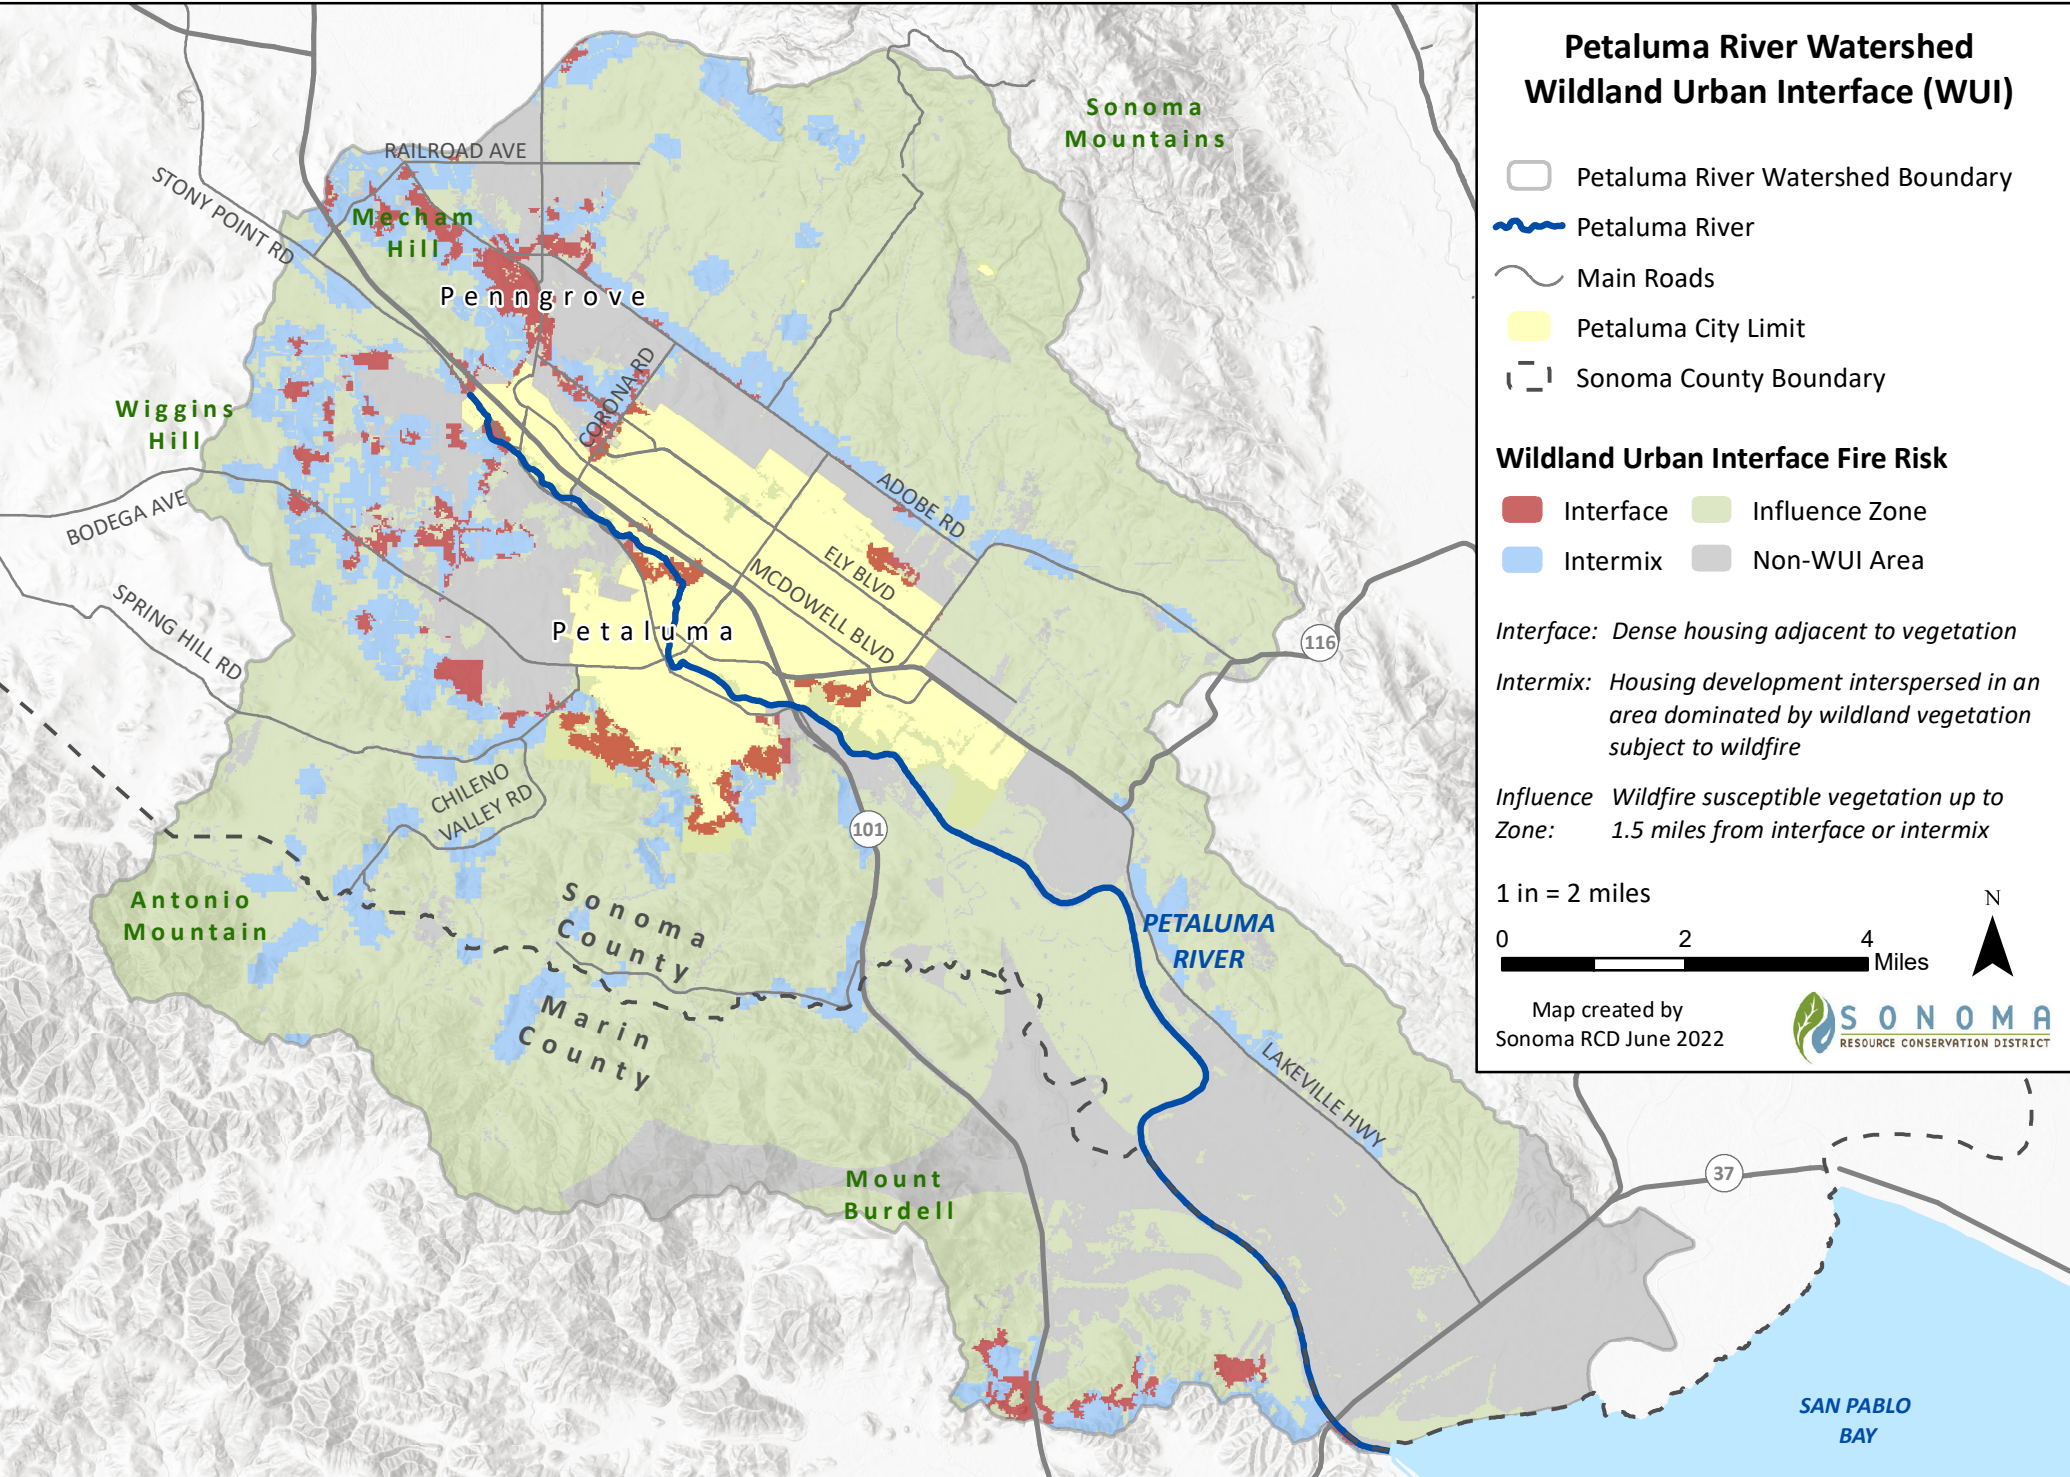 Petaluma River Watershed
Wildland Urban Interface (WUI)
Petaluma River Watershed Boundary
Petaluma River
Main Roads
Petaluma City Limit
Sonoma County Boundary
Wildland Urban Interface Fire Risk
Interface
Influence Zone
Intermix
Non-WUI Area
Interface: Dense housing adjacent to vegetation
Intermix: Housing development interspersed in an
area dominated by wildland vegetation
subject to wildfire
Influence Wildfire susceptible vegetation up to
Zone: 1.5 miles from interface or intermix
1 in = 2 miles
N
0 2 4
Miles
Map created by
Sonoma RCD June 2022
SONOMA
RESOURCE CONSERVATION DISTRICT
Sonoma
Mountains
RAILROAD AVE
STONY POINT RD
Mecham
Hill
Penngrove
CORONA RD
Wiggins
Hill
BODEGA AVE
ADOBE RD
ELY BLVD
MCDOWELL BLVD
SPRING HILL RD
Petaluma
116
CHILENO
VALLEY RD
101
Antonio
Mountain
Sonoma
County
Marin
County
PETALUMA
RIVER
LAKEVILLE HWY
Mount
Burdell
37
SAN PABLO
BAY